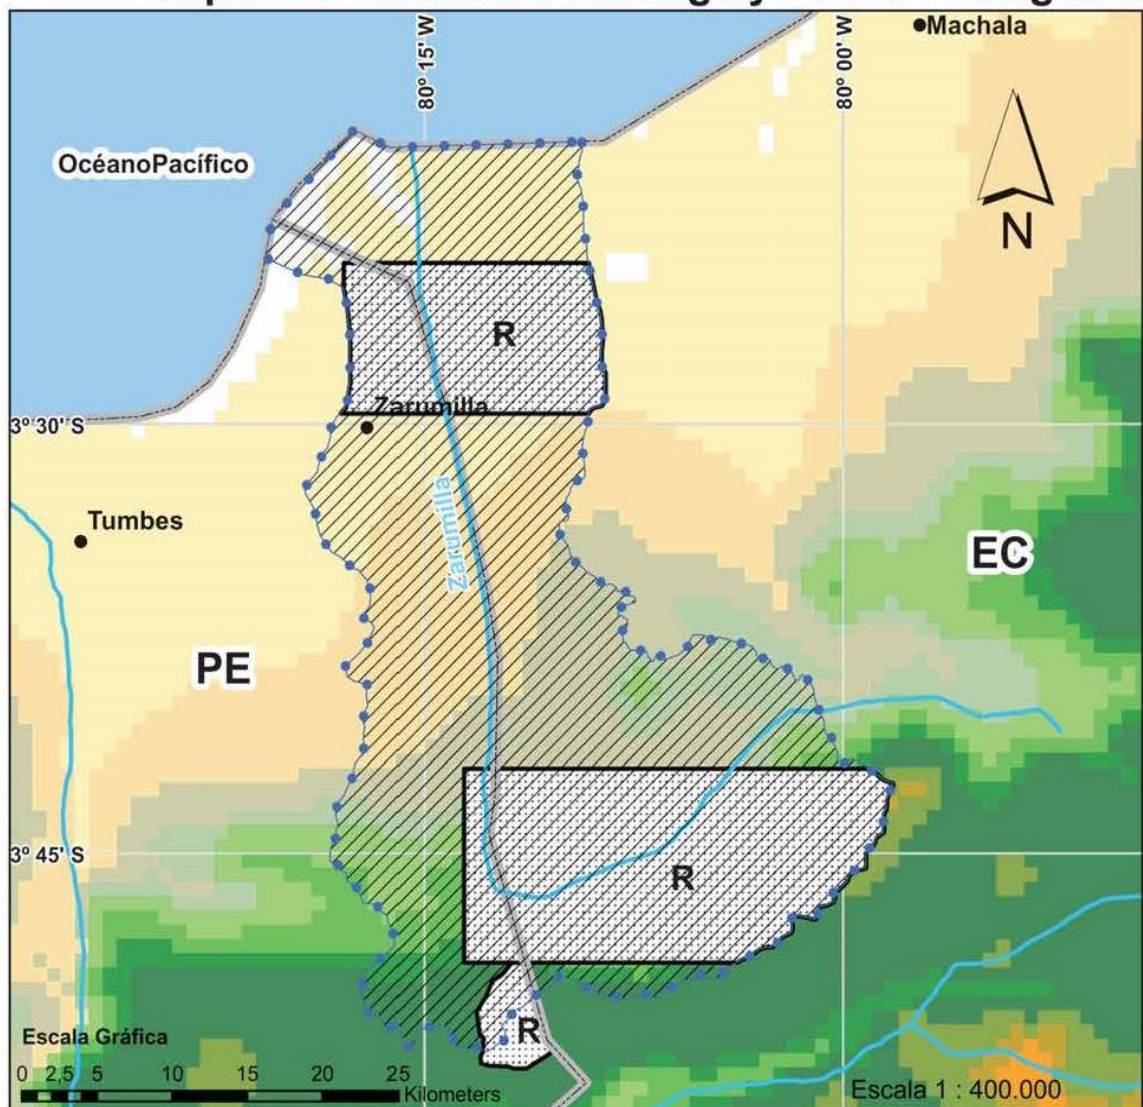 80° 15' W
80° 00' W
Machala
OcéanoPacífico
N
R
Zarumilla
3° 30' S
Zarumilla
Tumbes
EC
PE
3° 45' S
R
R
Escala Gráfica
0 2,5 5 10 15 20 25
Kilometers
Escala 1 : 400.000